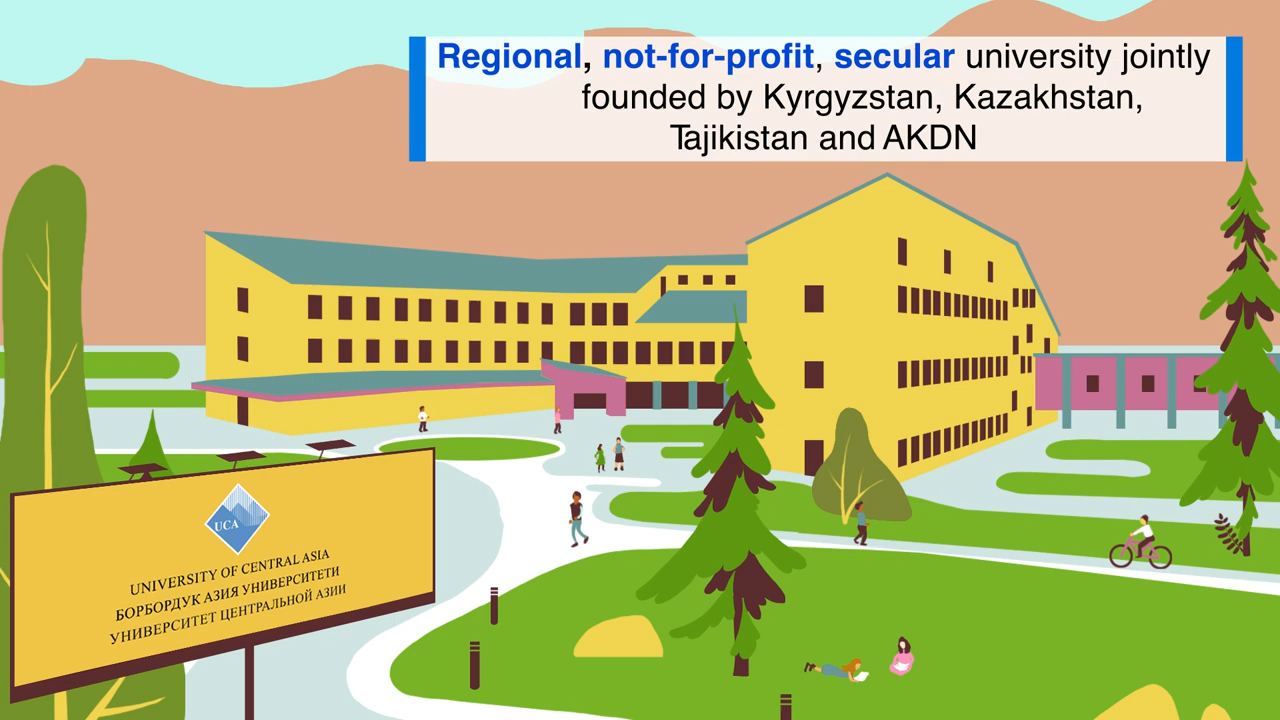 Regional, not-for-profit, secular university jointly
founded by Kyrgyzstan, Kazakhstan,
Tajikistan and AKDN
UCA
UNIVERSITY OF CENTRAL ASIA
БОРБОРДУК АЗИЯ УНИВЕРСИТЕТИ
УНИВЕРСИТЕТ ЦЕНТРАЛЬНОЙ АЗИИ